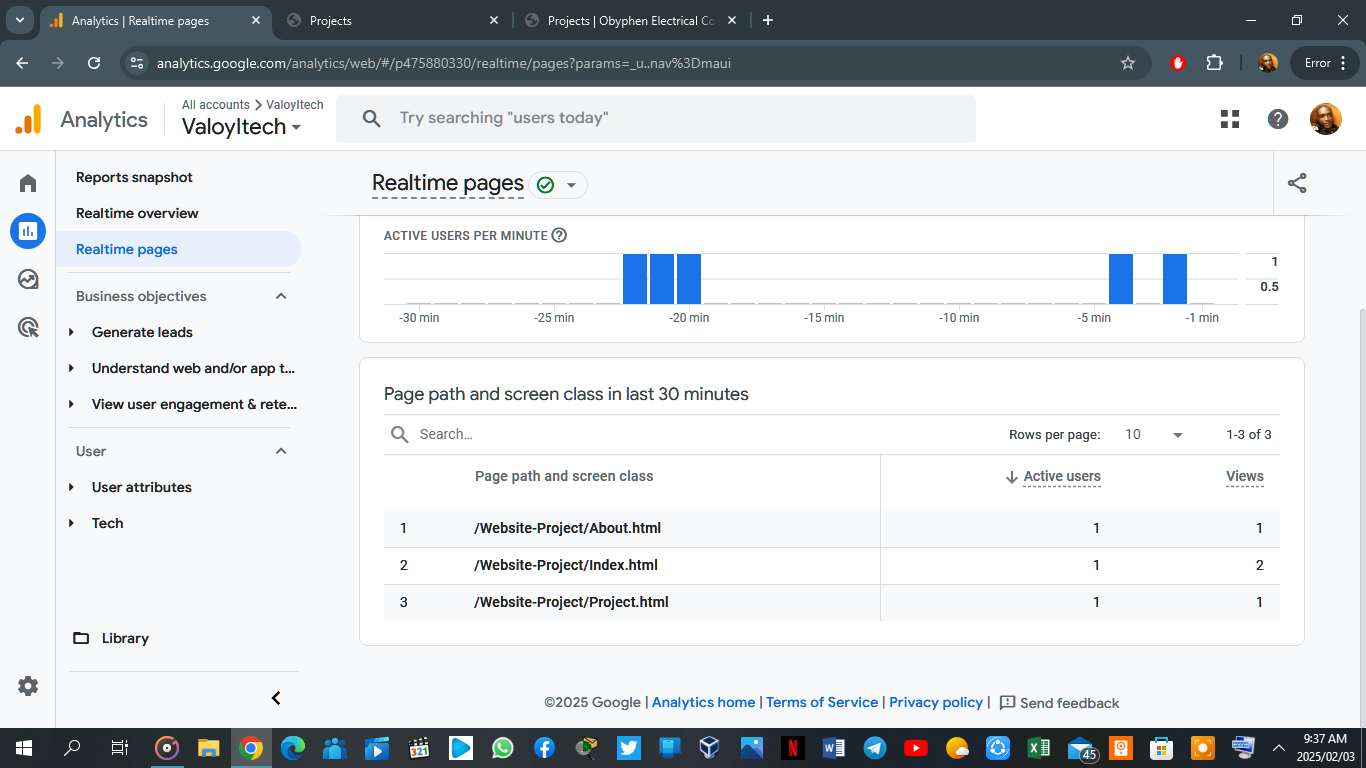 Analytics | Realtime pages
Projects
Projects | Obyphen Electrical Co
analytics.google.com/analytics/web/#/p475880330/realtime/pages?params=_u..nav%3Dmaui
Error
Analytics
All accounts > ValoyItech
ValoyItech
Try searching "users today"
Reports snapshot
Realtime overview
Realtime pages
Business objectives
Generate leads
Understand web and/or app t...
View user engagement & rete...
User
User attributes
Tech
Library
Realtime pages
ACTIVE USERS PER MINUTE
1
0.5
-30 min -25 min -20 min -15 min -10 min -5 min -1 min
Page path and screen class in last 30 minutes
Search...
Rows per page: 10 1-3 of 3
Page path and screen class Active users Views
1 /Website-Project/About.html 1 1
2 /Website-Project/Index.html 1 2
3 /Website-Project/Project.html 1 1
©2025 Google | Analytics home | Terms of Service | Privacy policy | Send feedback
321
N
45
9:37 AM
2025/02/03